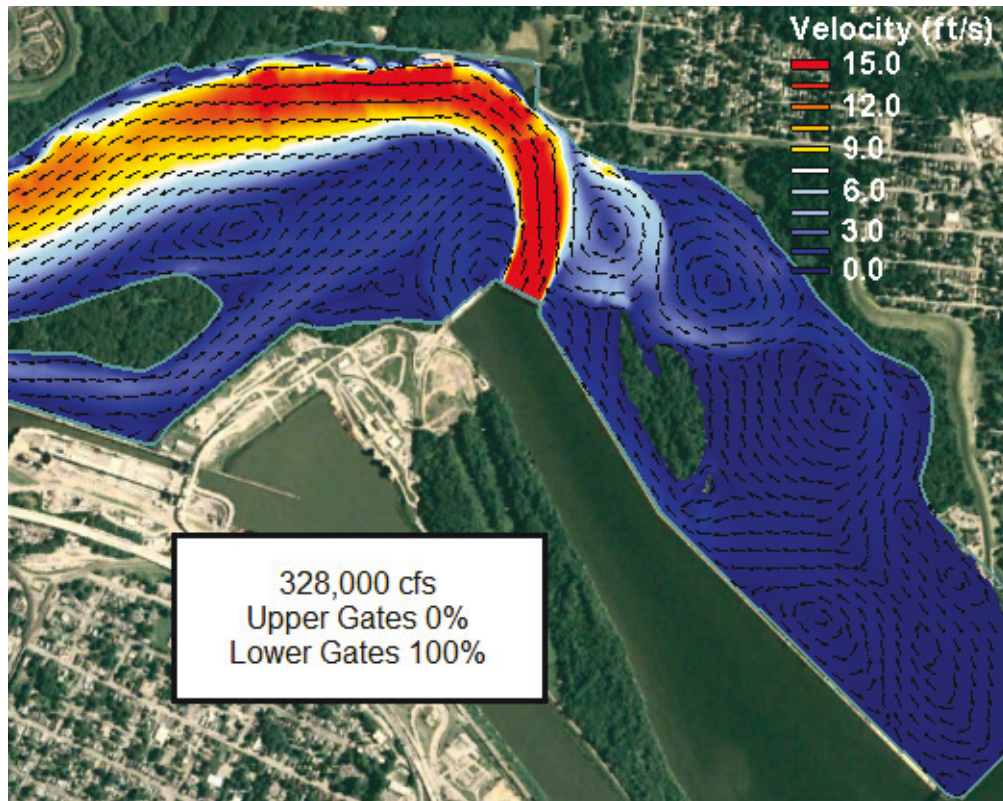 Velocity (ft/s)
15.0
12.0
9.0
6.0
3.0
0.0
328,000 cfs
Upper Gates 0%
Lower Gates 100%